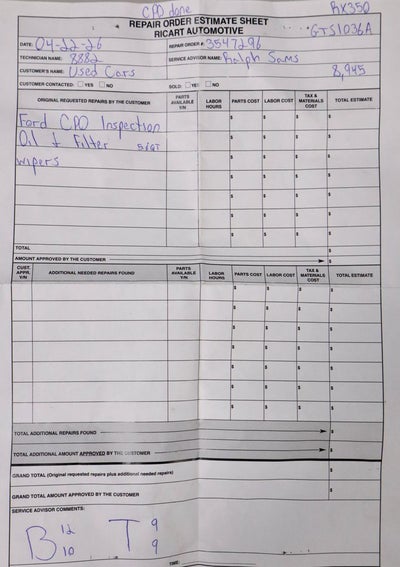 CPO done
RX350
REPAIR ORDER ESTIMATE SHEET
RICART AUTOMOTIVE
GTS1036A
DATE: 04-22-26 REPAIR ORDER #: 3547296
TECHNICIAN NAME: 8882 SERVICE ADVISOR NAME: Ralph Sams
CUSTOMER'S NAME: Used Cars 8,945
CUSTOMER CONTACTED: YES NO SOLD: YES NO
ORIGINAL REQUESTED REPAIRS BY THE CUSTOMER PARTS AVAILABLE Y/N LABOR HOURS PARTS COST LABOR COST TAX & MATERIALS COST TOTAL ESTIMATE
Ford CPO Inspection $ $ $ $
Oil + Filter $ $ $ $
wipers $ $ $ $
$ $ $ $
$ $ $ $
$ $ $ $
$ $ $ $
TOTAL $
AMOUNT APPROVED BY THE CUSTOMER $
CUST. APPR. Y/N ADDITIONAL NEEDED REPAIRS FOUND PARTS AVAILABLE Y/N LABOR HOURS PARTS COST LABOR COST TAX & MATERIALS COST TOTAL ESTIMATE
$ $ $ $
$ $ $ $
$ $ $ $
$ $ $ $
$ $ $ $
$ $ $ $
$ $ $ $
TOTAL ADDITIONAL REPAIRS FOUND $
TOTAL ADDITIONAL AMOUNT APPROVED BY THE CUSTOMER $
GRAND TOTAL (Original requested repairs plus additional needed repairs) $
GRAND TOTAL AMOUNT APPROVED BY THE CUSTOMER $
SERVICE ADVISOR COMMENTS:
B 12 10 T 9 9
TIME: